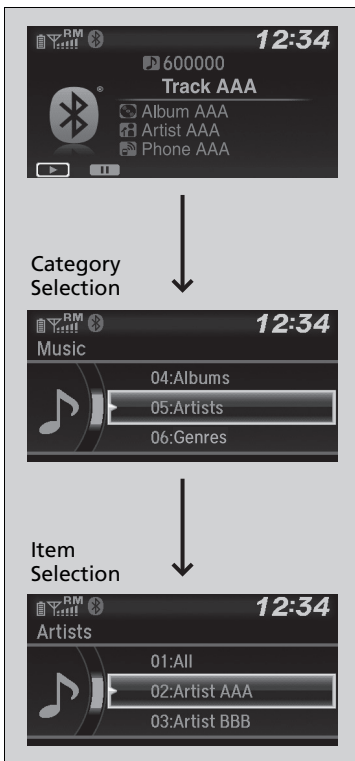 RM 12:34
600000
Track AAA
Album AAA
Artist AAA
Phone AAA
Category
Selection
RM 12:34
Music
04:Albums
05:Artists
06:Genres
Item
Selection
RM 12:34
Artists
01:All
02:Artist AAA
03:Artist BBB